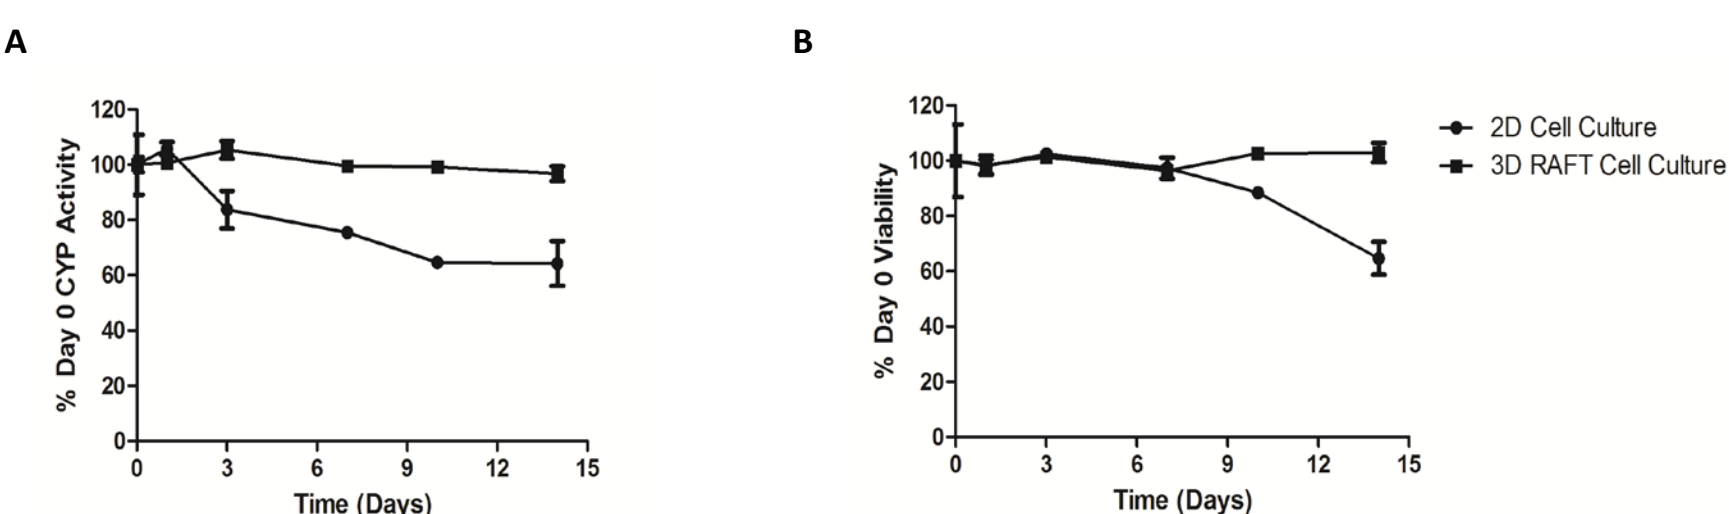 A
B
120
100
80
60
40
20
0
% Day 0 CYP Activity
0 3 6 9 12 15
Time (Days)
120
100
80
60
40
20
0
% Day 0 Viability
0 3 6 9 12 15
Time (Days)
2D Cell Culture
3D RAFT Cell Culture